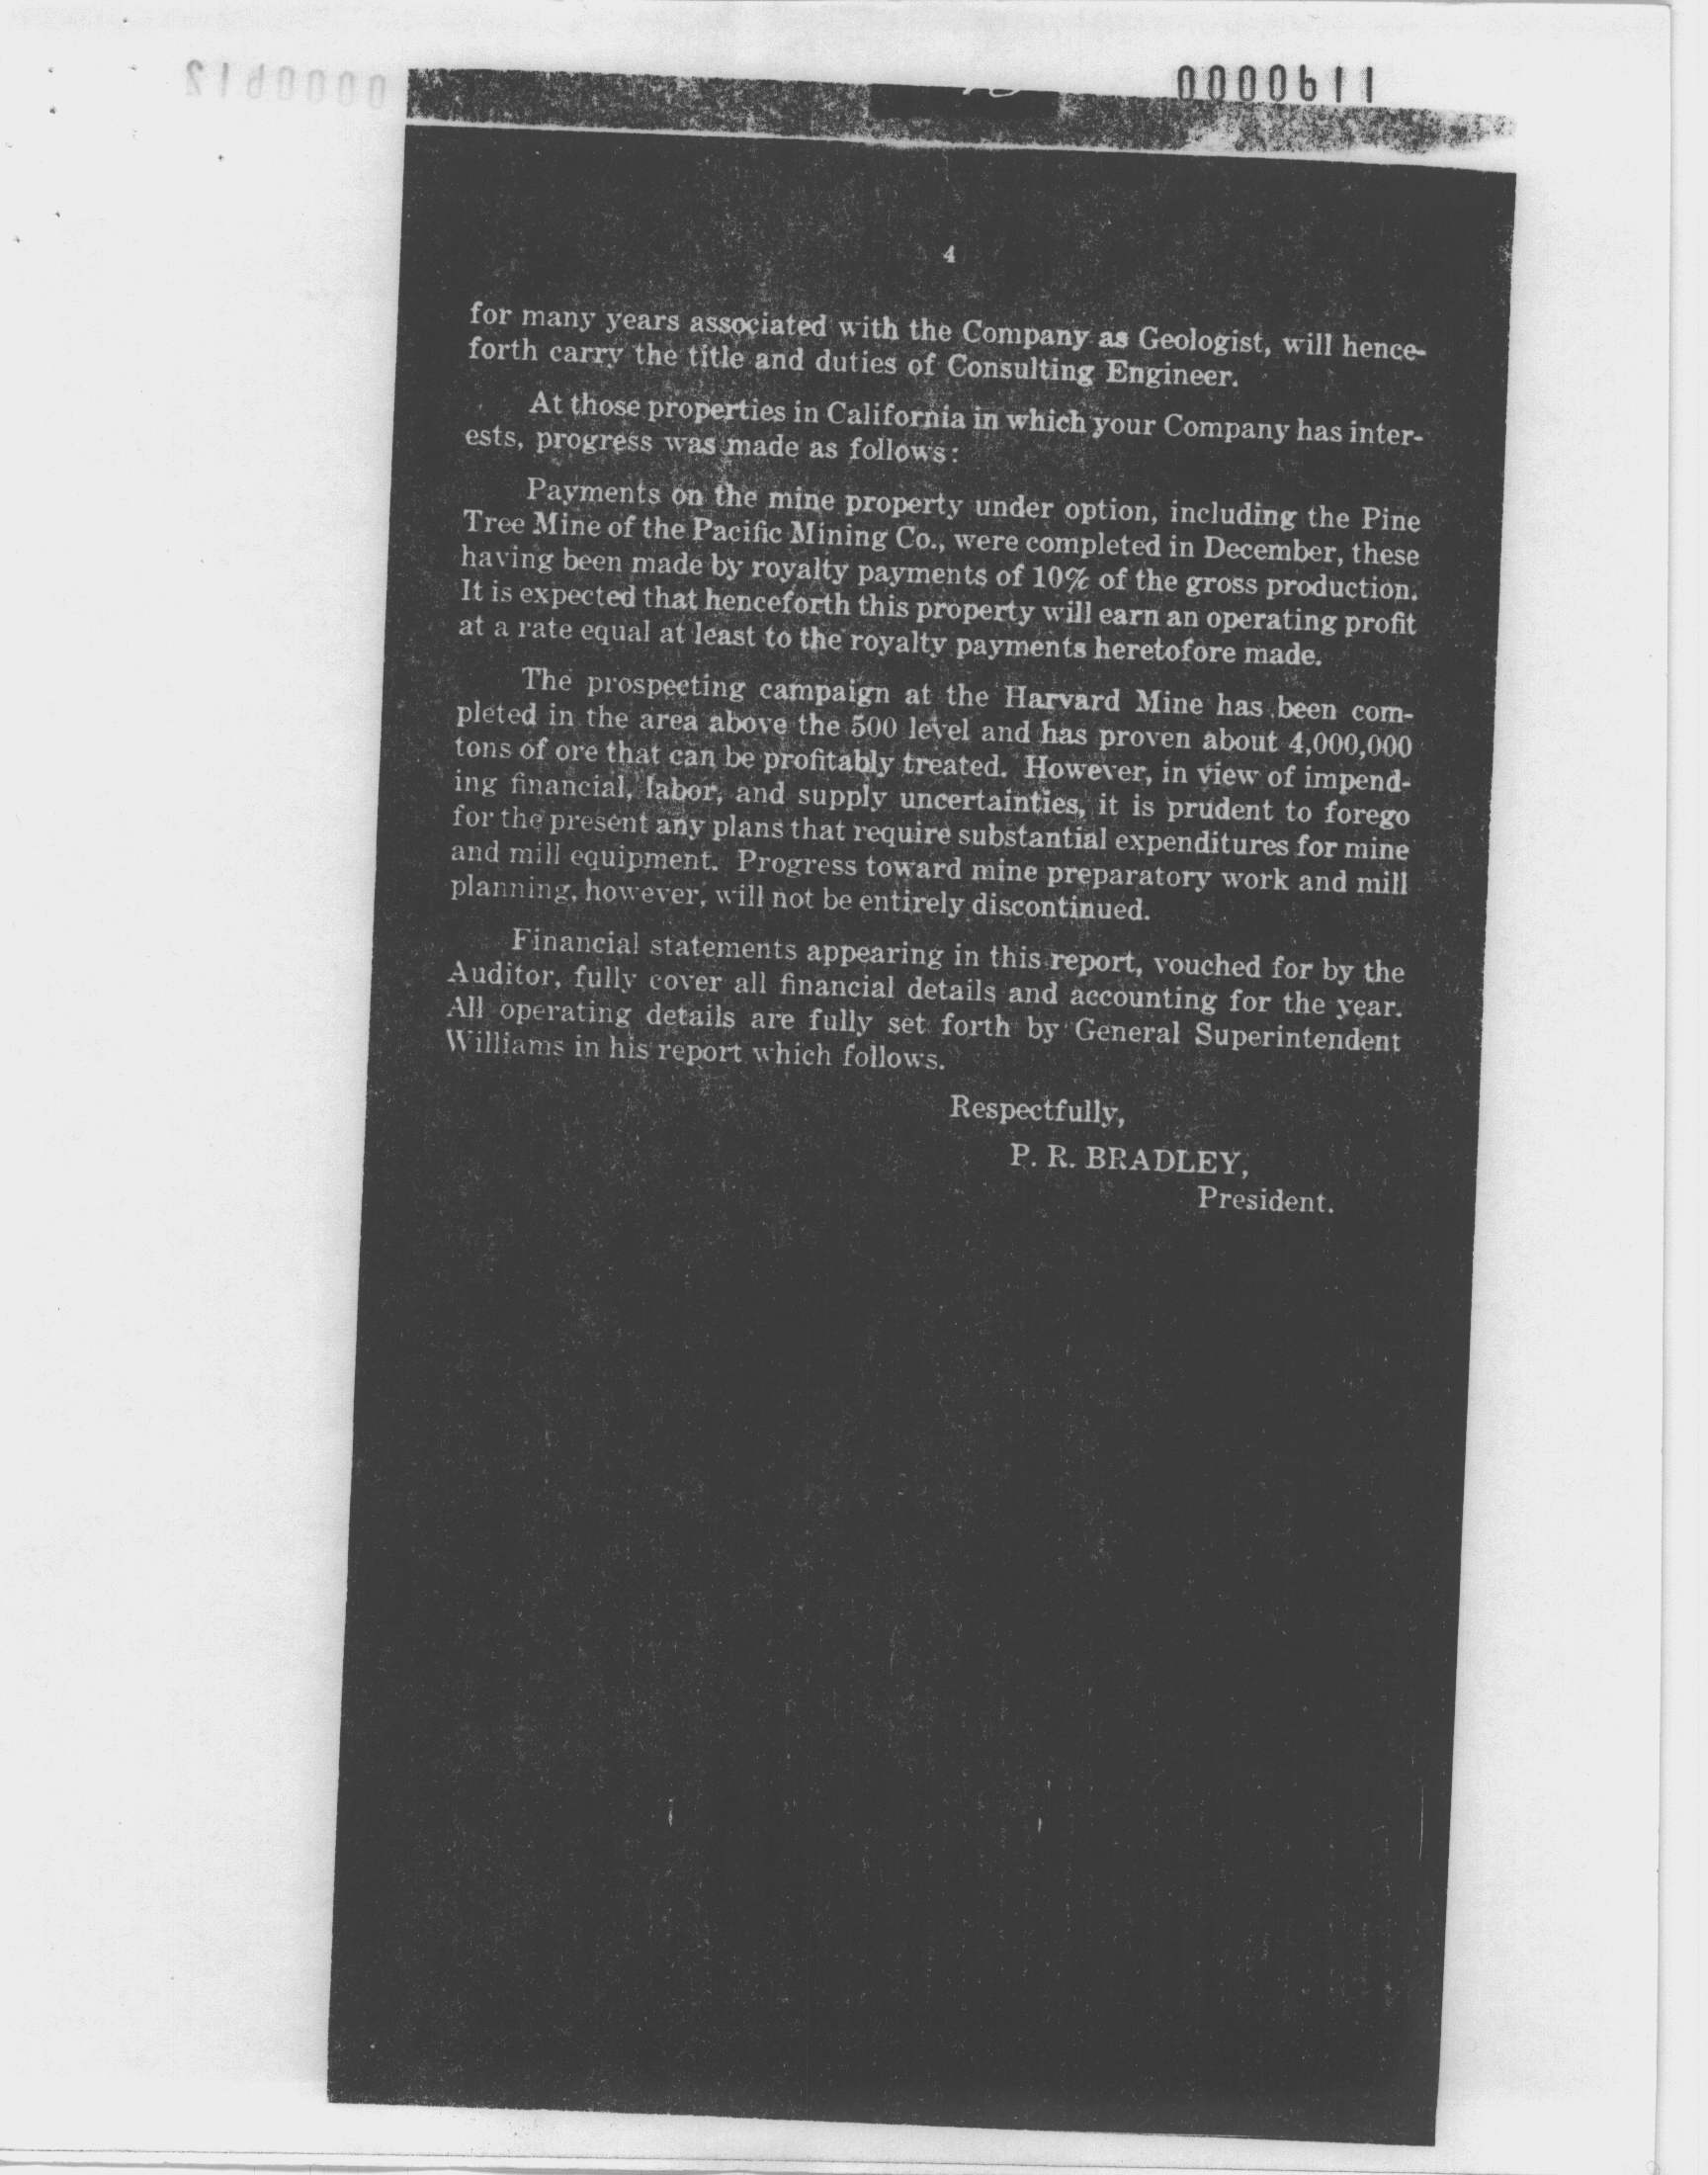 0000611
4
for many years associated with the Company as Geologist, will hence-
forth carry the title and duties of Consulting Engineer.
At those properties in California in which your Company has inter-
ests, progress was made as follows:
Payments on the mine property under option, including the Pine
Tree Mine of the Pacific Mining Co., were completed in December, these
having been made by royalty payments of 10% of the gross production.
It is expected that henceforth this property will earn an operating profit
at a rate equal at least to the royalty payments heretofore made.
The prospecting campaign at the Harvard Mine has been com-
pleted in the area above the 500 level and has proven about 4,000,000
tons of ore that can be profitably treated. However, in view of impend-
ing financial, labor, and supply uncertainties, it is prudent to forego
for the present any plans that require substantial expenditures for mine
and mill equipment. Progress toward mine preparatory work and mill
planning, however, will not be entirely discontinued.
Financial statements appearing in this report, vouched for by the
Auditor, fully cover all financial details and accounting for the year.
All operating details are fully set forth by General Superintendent
Williams in his report which follows.
Respectfully,
P. R. BRADLEY,
President.